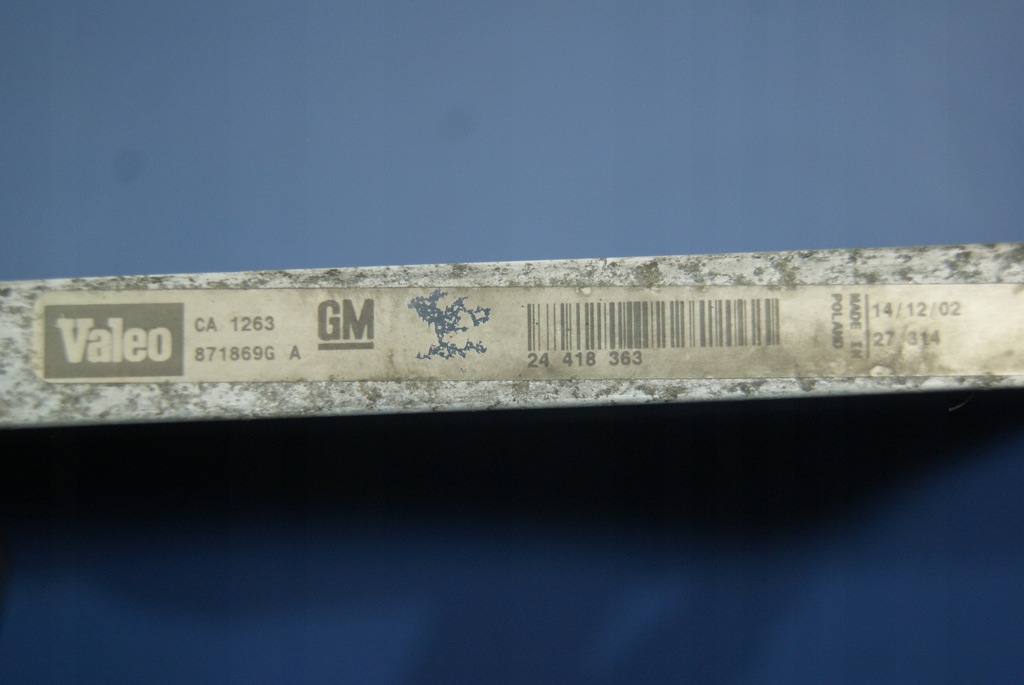 Valeo
CA 1263
871869G A
GM
24 418 363
MADE IN
POLAND
14/12/02
27 314